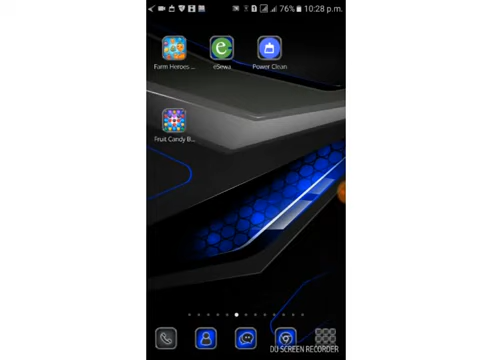 76% 10:28 p.m.
Farm Heroes ... eSewa Power Clean
Fruit Candy B...
DU SCREEN RECORDER